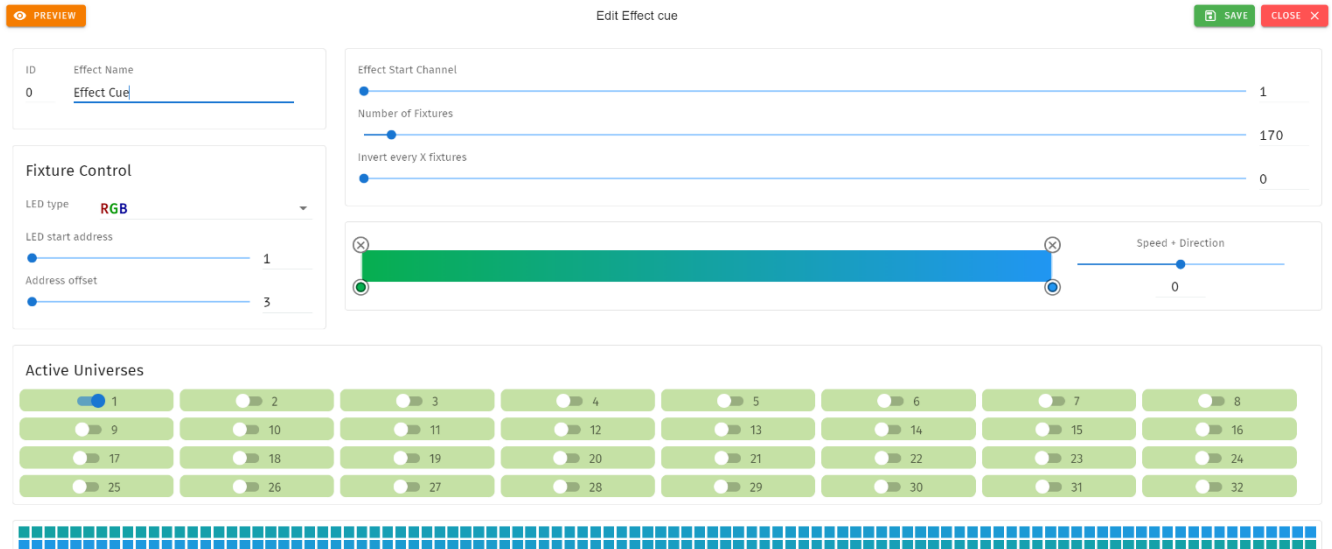 PREVIEW
Edit Effect cue
SAVE
CLOSE
ID
Effect Name
0
Effect Cue
Effect Start Channel
1
Number of Fixtures
170
Invert every X fixtures
0
Fixture Control
LED type
RGB
LED start address
1
Address offset
3
Speed + Direction
0
Active Universes
1 2 3 4 5 6 7 8
9 10 11 12 13 14 15 16
17 18 19 20 21 22 23 24
25 26 27 28 29 30 31 32